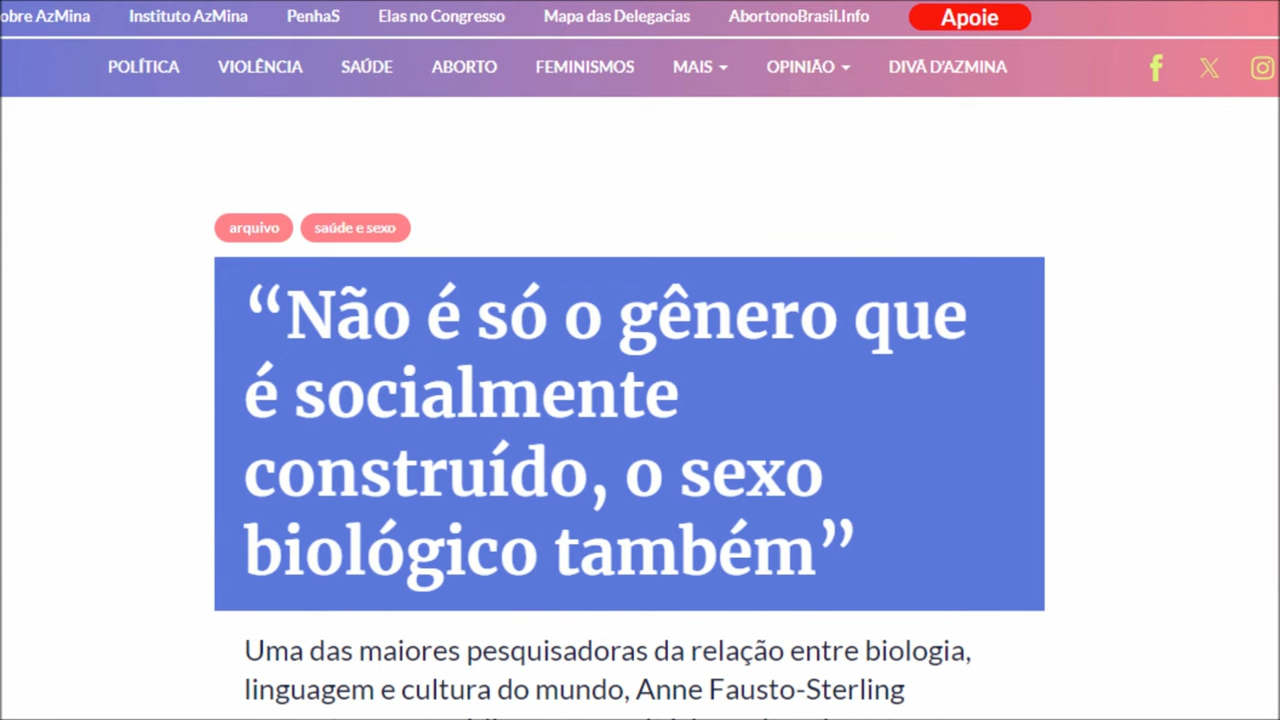 obre AzMina Instituto AzMina PenhaS Elas no Congresso Mapa das Delegacias AbortonoBrasil.Info Apoie
POLÍTICA VIOLÊNCIA SAÚDE ABORTO FEMINISMOS MAIS OPINIÃO DIVÃ D'AZMINA
arquivo saúde e sexo
“Não é só o gênero que
é socialmente
construído, o sexo
biológico também”
Uma das maiores pesquisadoras da relação entre biologia,
linguagem e cultura do mundo, Anne Fausto-Sterling